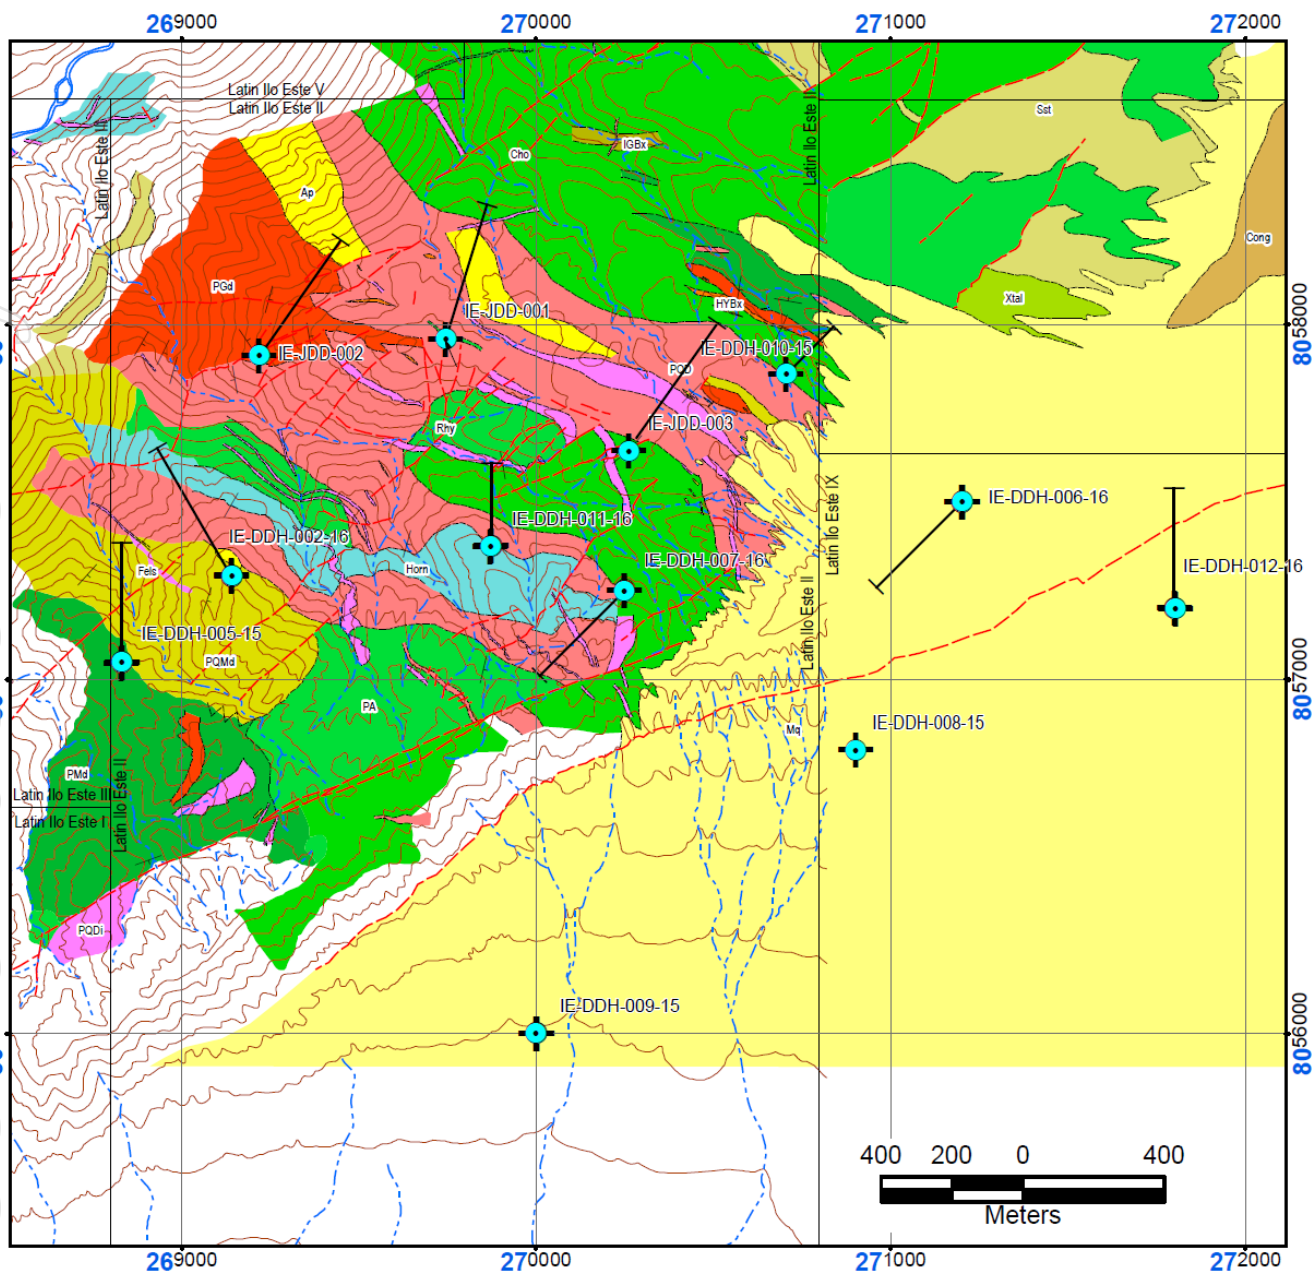 269000 270000 271000 272000
Latin Ilo Este V
Latin Ilo Este II
Latin Ilo Este III
Latin Ilo Este II
Sst
Cho
IGBx
Ap
Cong
PGd
Xtal
HYBx
8058000
IE-JDD-001
IE-JDD-002
IE-DDH-010-15
PQD
IE-JDD-003
Rhy
Latin Ilo Este IX
Latin Ilo Este II
IE-DDH-006-16
IE-DDH-011-16
IE-DDH-002-16
IE-DDH-007-16
IE-DDH-012-16
Horn
Fels
IE-DDH-005-15
PQMd
8057000
PA
IE-DDH-008-15
Mq
PMd
Latin Ilo Este II
Latin Ilo Este III
Latin Ilo Este I
PQDi
IE-DDH-009-15
8056000
400 200 0 400
Meters
269000 270000 271000 272000